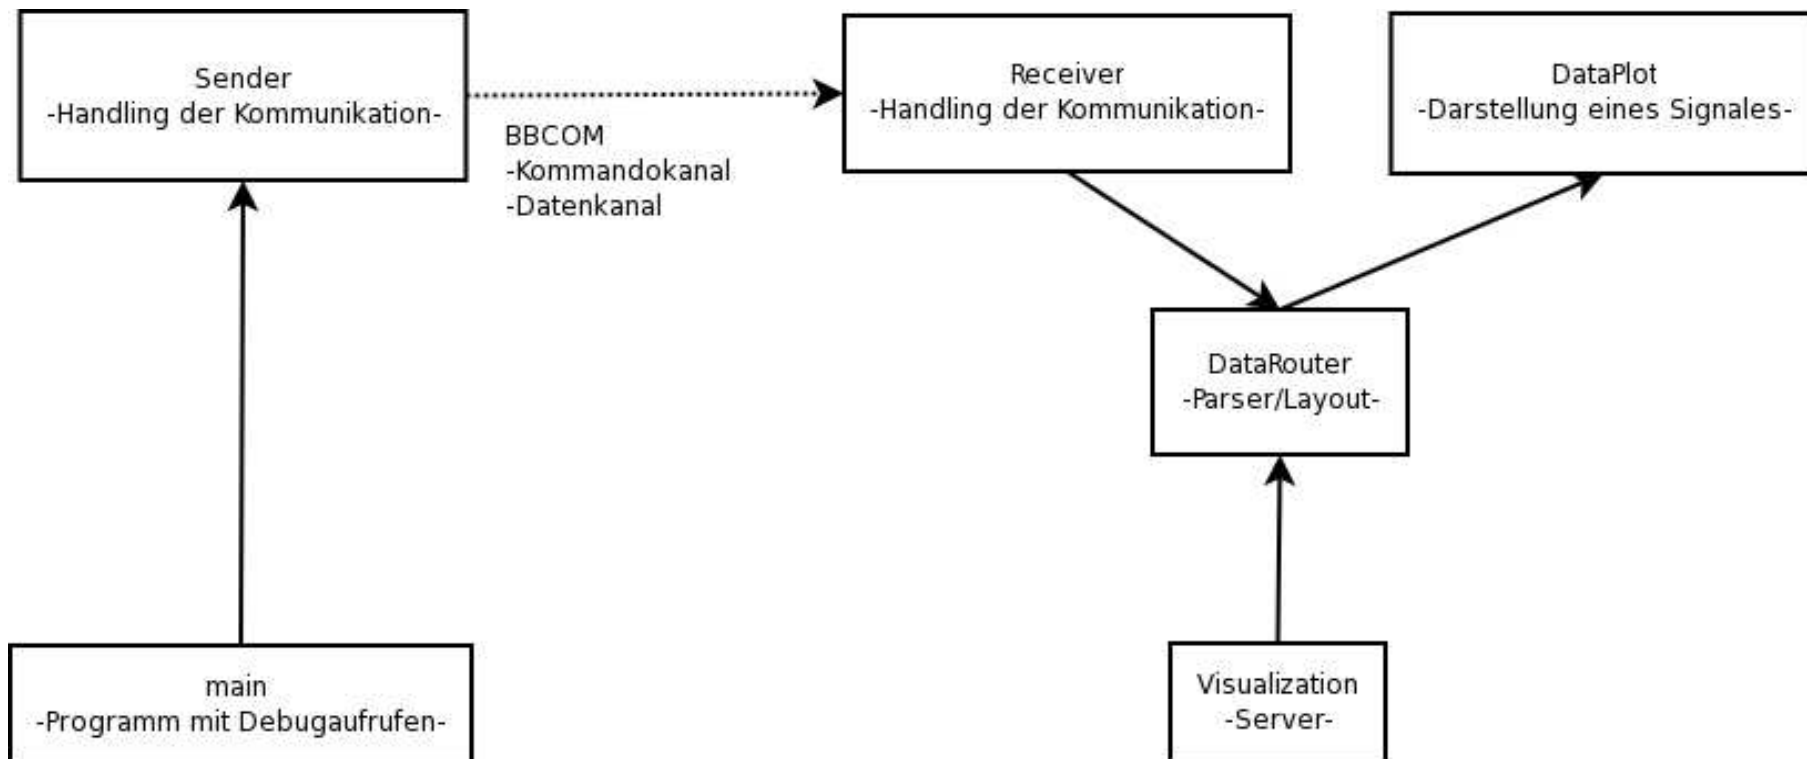 Sender
-Handling der Kommunikation-
BBCOM
-Kommandokanal
-Datenkanal
Receiver
-Handling der Kommunikation-
DataPlot
-Darstellung eines Signales-
DataRouter
-Parser/Layout-
main
-Programm mit Debugaufrufen-
Visualization
-Server-